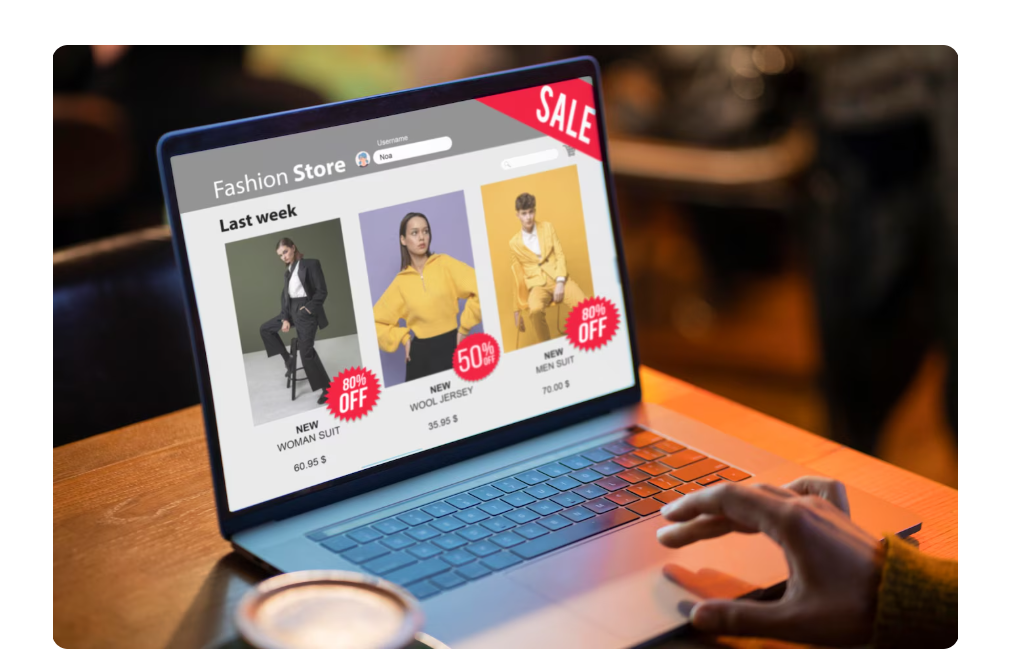 SALE
Username
Fashion Store
Noa
Last week
80%
OFF
50%
OFF
80%
OFF
NEW
WOMAN SUIT
60.95 $
NEW
WOOL JERSEY
35.95 $
NEW
MEN SUIT
70.00 $